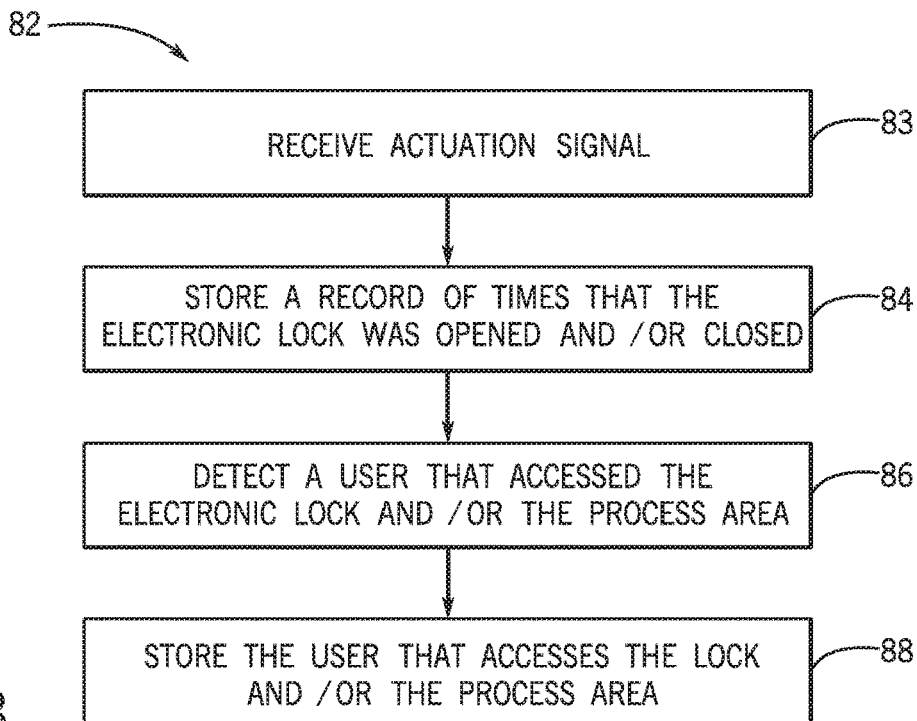 82
RECEIVE ACTUATION SIGNAL
83
STORE A RECORD OF TIMES THAT THE
ELECTRONIC LOCK WAS OPENED AND /OR CLOSED
84
DETECT A USER THAT ACCESSED THE
ELECTRONIC LOCK AND /OR THE PROCESS AREA
86
STORE THE USER THAT ACCESSES THE LOCK
AND /OR THE PROCESS AREA
88